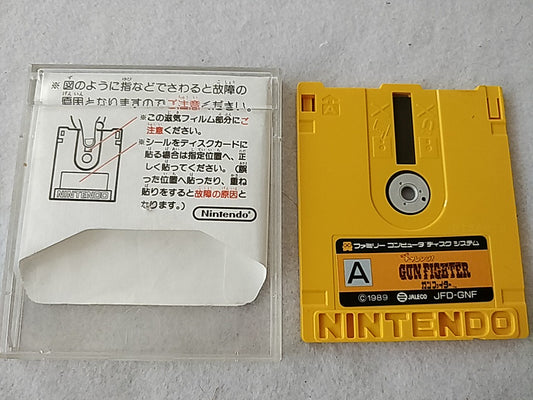 ※図のように指などでさわると故障の
原因となりますのでご注意ください。
※この磁気フィルム部分にご
注意ください。
※シールをディスクカードに
貼る場合は指定位置へ、正
しく貼ってください。(誤
った位置へ貼ったり、重ね
貼りをすると故障の原因と
なります。)
NINTENDO
Nintendo
ファミリー コンピュータ ディスク システム
A
GUN FIGHTER
ガンファイター
©1989 JALECO JFD-GNF
NINTENDO